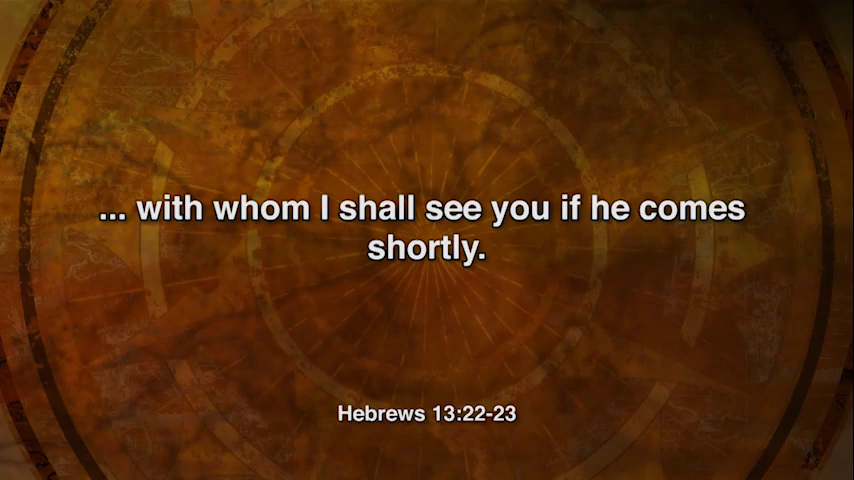 ... with whom I shall see you if he comes
shortly.
Hebrews 13:22-23